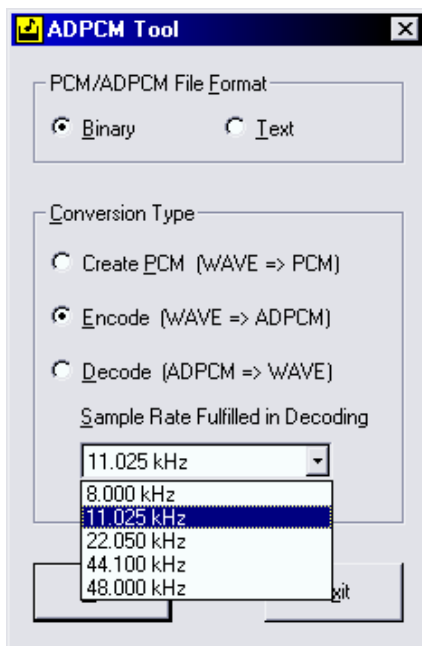 ADPCM Tool
PCM/ADPCM File Format
Binary Text
Conversion Type
Create PCM (WAVE => PCM)
Encode (WAVE => ADPCM)
Decode (ADPCM => WAVE)
Sample Rate Fulfilled in Decoding
11.025 kHz
8.000 kHz
11.025 kHz
22.050 kHz
44.100 kHz
48.000 kHz